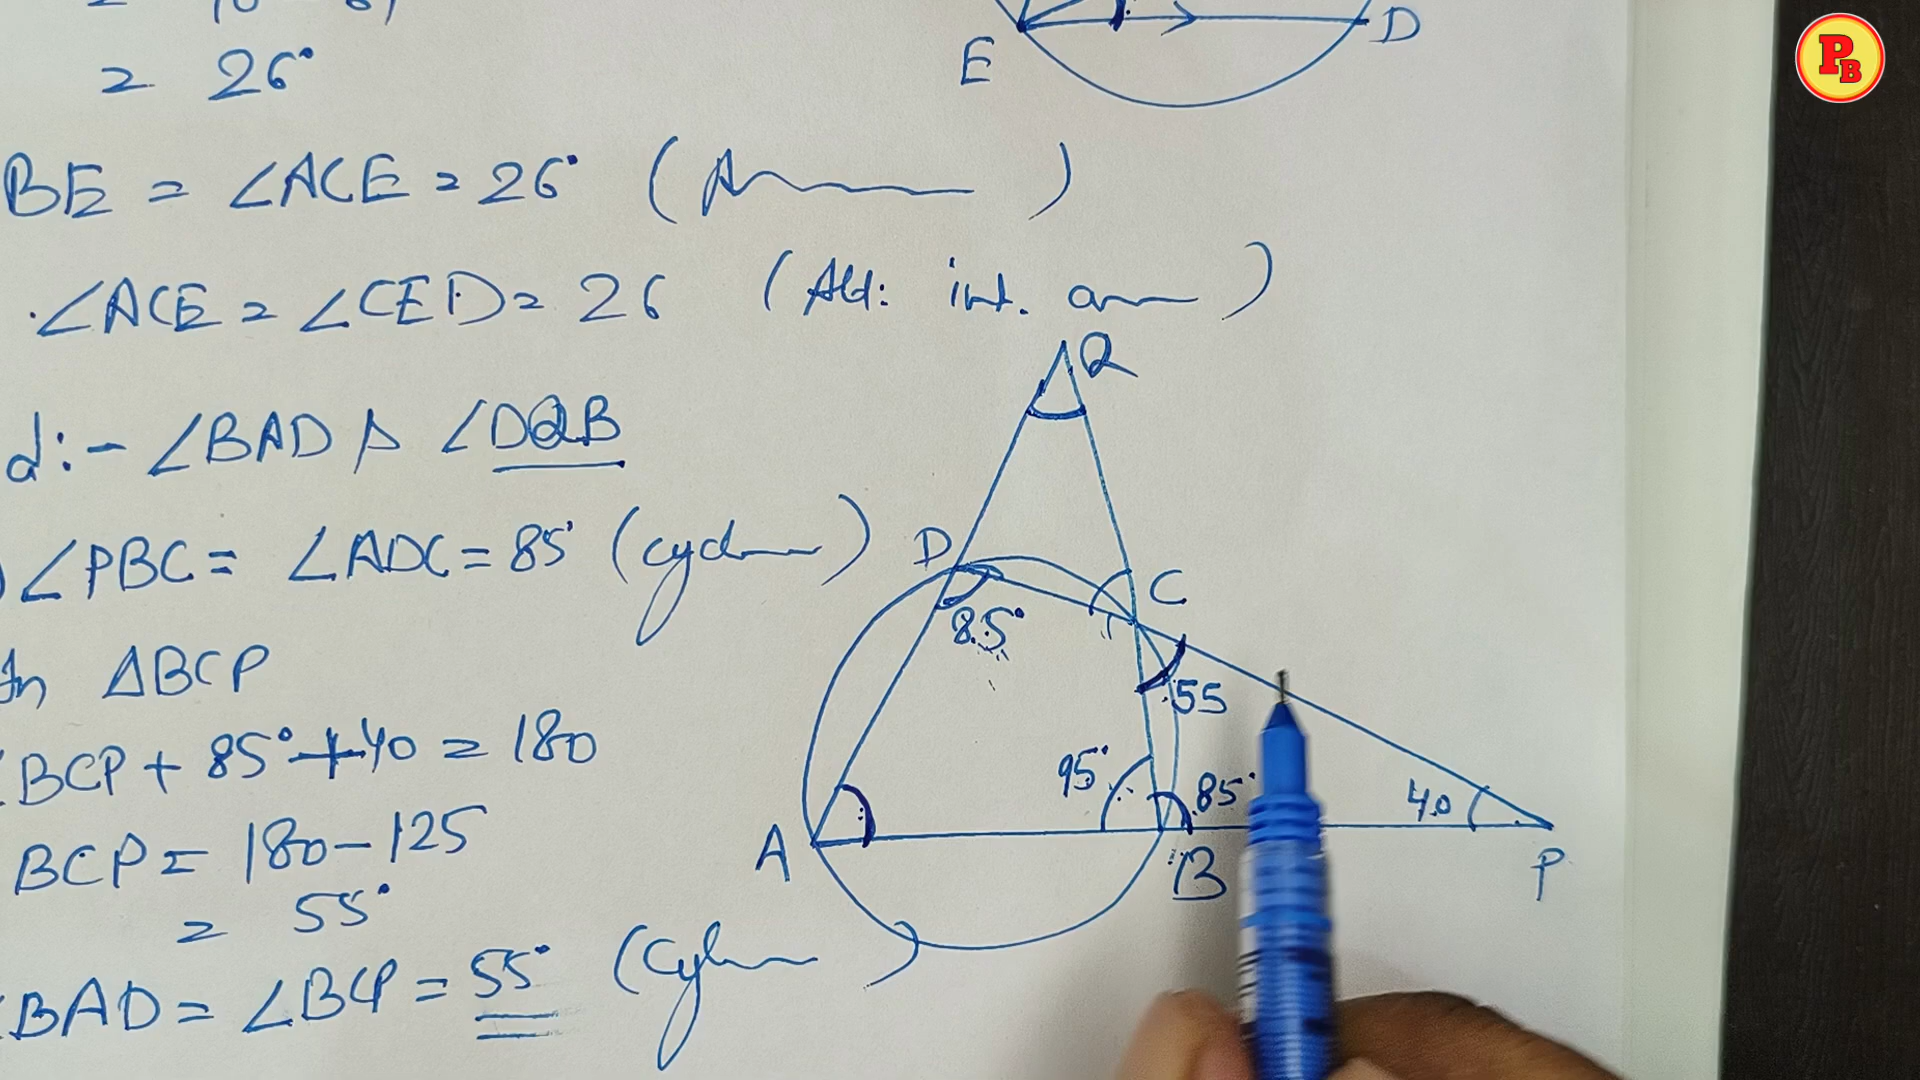 = 26°
BE = ∠ACE = 26° ( )
∠ACE = ∠CED = 26 (Alt: int. )
d:- ∠BAD ∠DQB
∠PBC = ∠ADC = 85° ( )
In ΔBCP
∠BCP + 85° + 40 = 180
BCP = 180 - 125
= 55°
∠BAD = ∠BCP = 55° ( )
E
D
Q
D
C
85°
55
95°
85°
40
A
B
P
PB